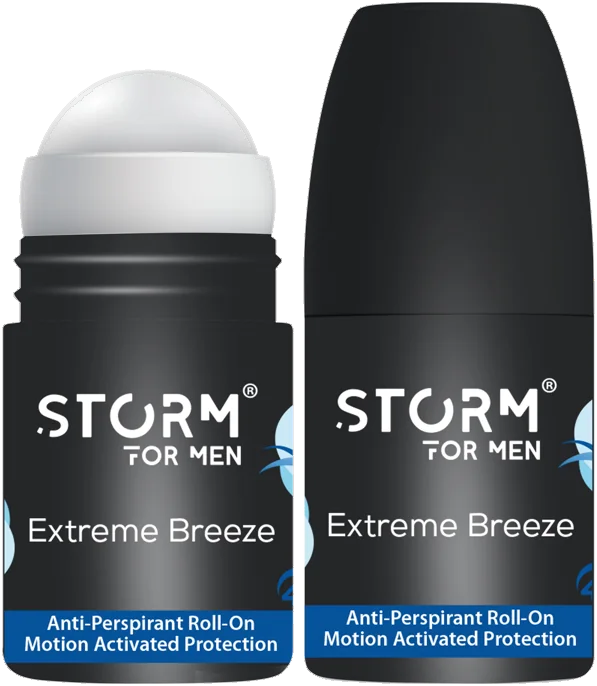 STORM®
FOR MEN
Extreme Breeze
Anti-Perspirant Roll-On
Motion Activated Protection
STORM®
FOR MEN
Extreme Breeze
Anti-Perspirant Roll-On
Motion Activated Protection